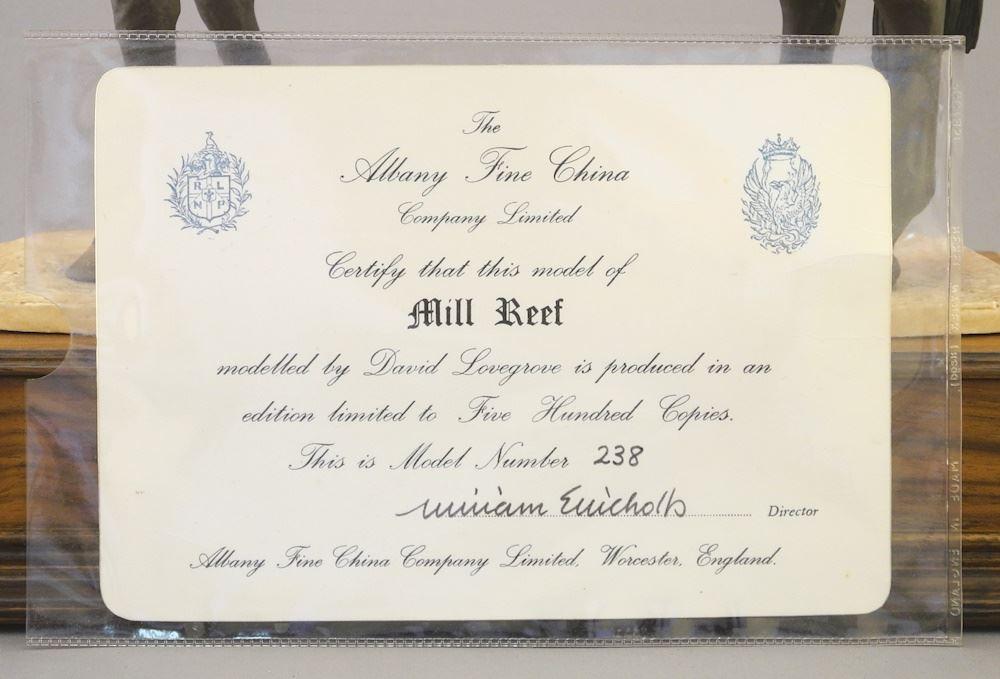 The
Albany Fine China
Company Limited
Certify that this model of
Mill Reef
modelled by David Lovegrove is produced in an
edition limited to Five Hundred Copies.
This is Model Number 238
Director
Albany Fine China Company Limited, Worcester, England.
R L
N P